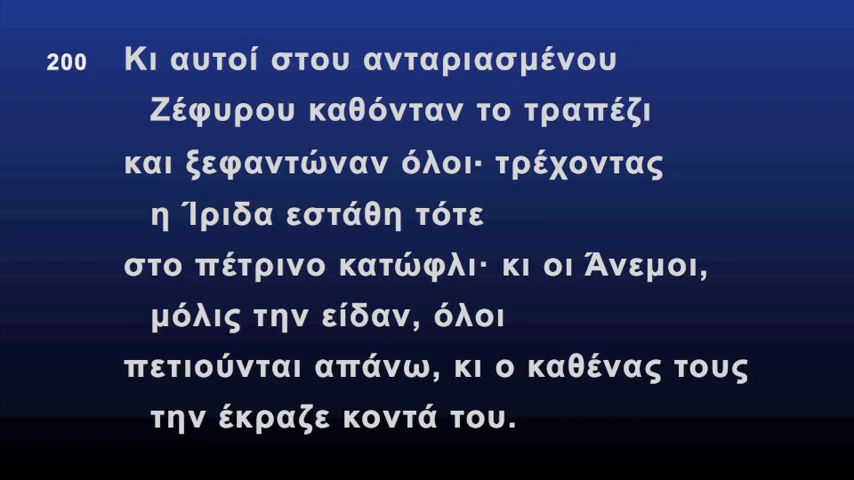 200 Κι αυτοί στου ανταριασμένου
Ζέφυρου καθόνταν το τραπέζι
και ξεφαντώναν όλοι· τρέχοντας
η Ίριδα εστάθη τότε
στο πέτρινο κατώφλι· κι οι Άνεμοι,
μόλις την είδαν, όλοι
πετιούνται απάνω, κι ο καθένας τους
την έκραζε κοντά του.